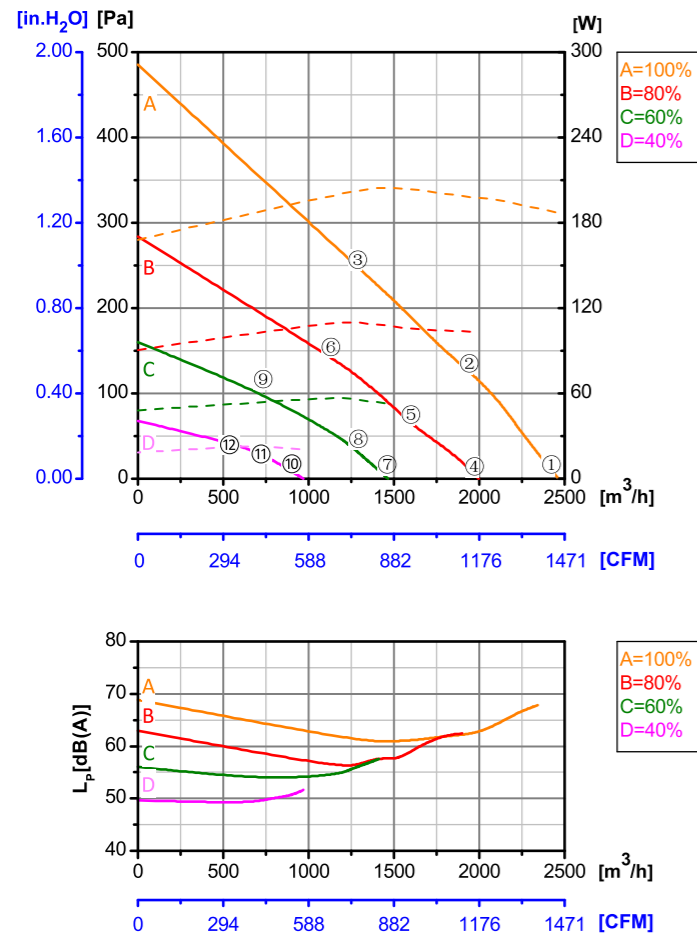 [in.H2O] [Pa] [W]
2.00 500 300
A=100%
B=80%
C=60%
D=40%
A
1.60 400 240
③
1.20 300 180
B
0.80 200 120
⑥
②
C
⑨
0.40 100 60
⑤
D
⑫ ⑪ ⑩ ⑧ ⑦ ④ ①
0.00 0 0
0 500 1000 1500 2000 2500 [m3/h]
0 294 588 882 1176 1471 [CFM]
80
A=100%
B=80%
C=60%
D=40%
70
A
B
60
C
LP[dB(A)]
50
D
40
0 500 1000 1500 2000 2500 [m3/h]
0 294 588 882 1176 1471 [CFM]